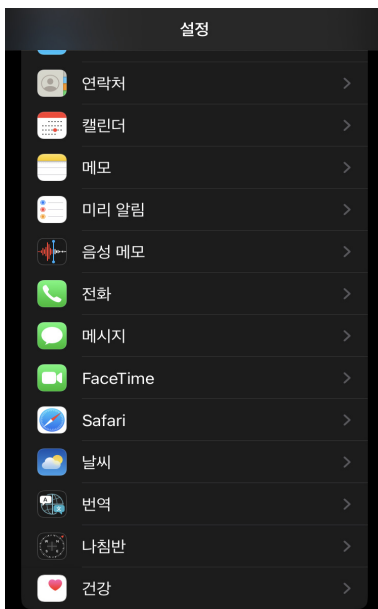 설정
연락처
캘린더
메모
미리 알림
음성 메모
전화
메시지
FaceTime
Safari
날씨
번역
나침반
건강